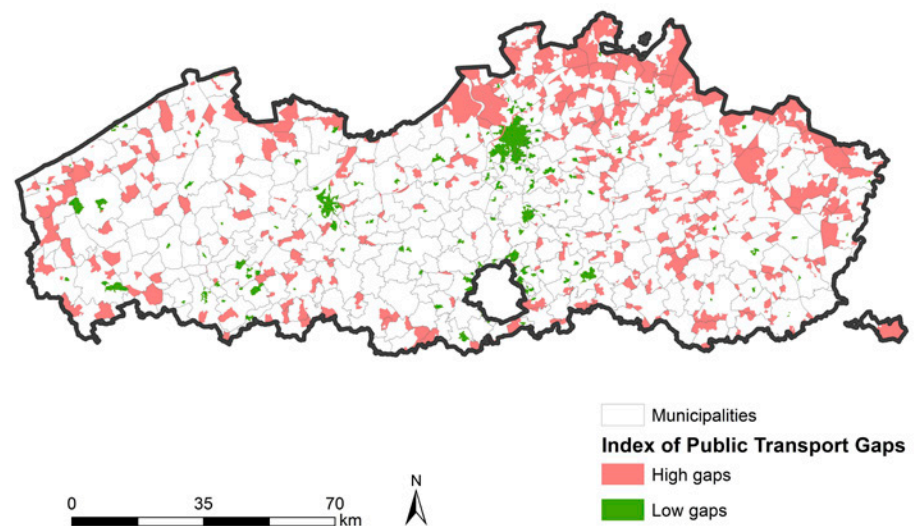 Municipalities
Index of Public Transport Gaps
High gaps
Low gaps
N
0 35 70
km